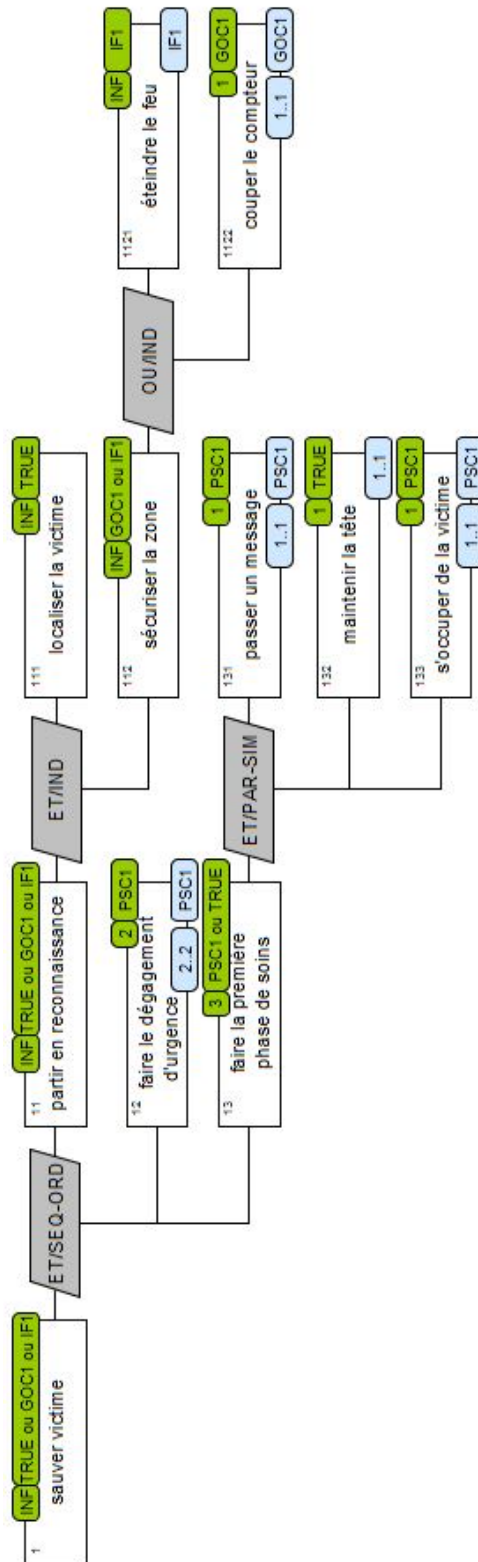 INF TRUE ou GOC1 ou IF1
1
sauver victime
ET/SEQ-ORD
INF TRUE ou GOC1 ou IF1
11
partir en reconnaissance
2 PSC1
12
faire le dégagement
d'urgence
2..2 PSC1
3 PSC1 ou TRUE
13
faire la première
phase de soins
ET/IND
INF TRUE
111
localiser la victime
INF GOC1 ou IF1
112
sécuriser la zone
ET/PAR-SIM
1 PSC1
131
passer un message
1..1 PSC1
1 TRUE
132
maintenir la tête
1..1
1 PSC1
133
s'occuper de la victime
1..1 PSC1
OU/IND
INF IF1
1121
éteindre le feu
IF1
1 GOC1
1122
couper le compteur
1..1 GOC1